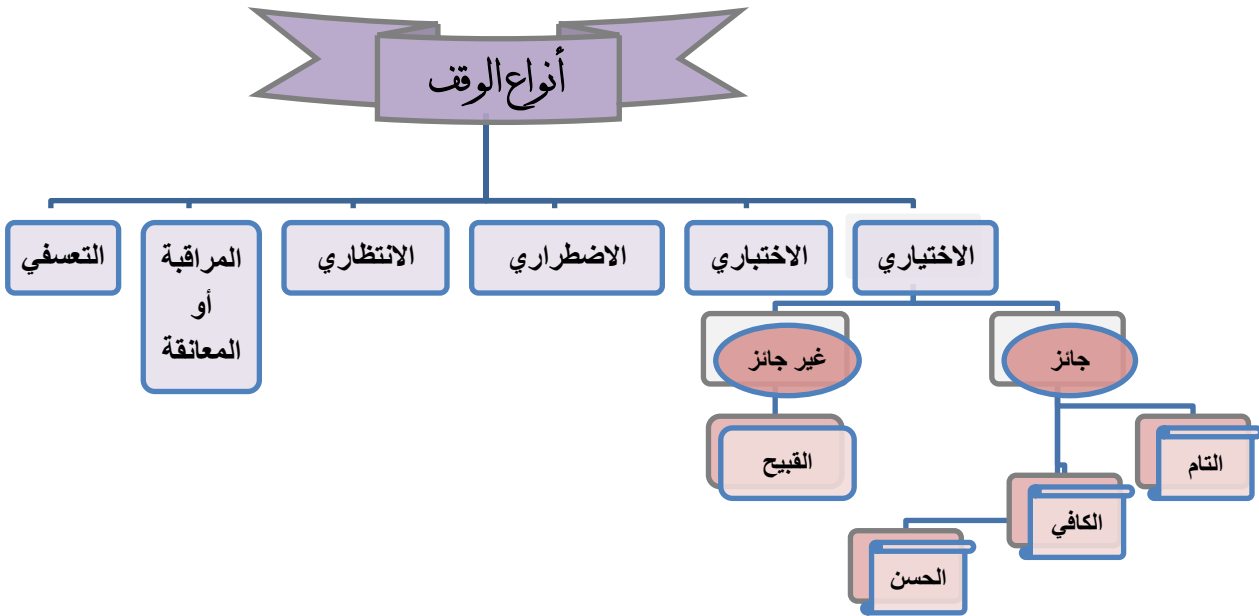 أنواع الوقف
الاختياري
الاختباري
الاضطراري
الانتظاري
المراقبة
أو
المعانقة
التعسفي
جائز
غير جائز
التام
الكافي
الحسن
القبيح